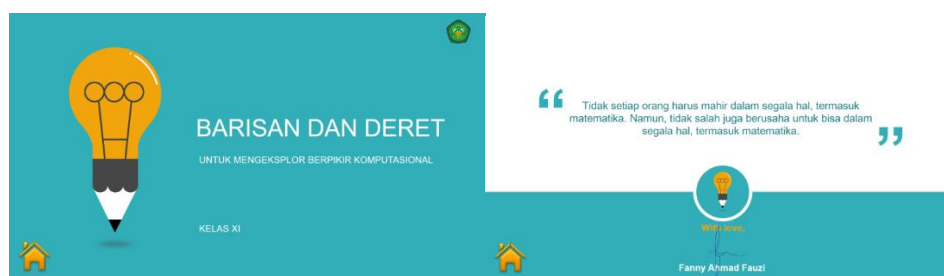 BARISAN DAN DERET
UNTUK MENGEKSPLOR BERPIKIR KOMPUTASIONAL
KELAS XI
“ Tidak setiap orang harus mahir dalam segala hal, termasuk
matematika. Namun, tidak salah juga berusaha untuk bisa dalam
segala hal, termasuk matematika. ”
With love,
Fanny Ahmad Fauzi